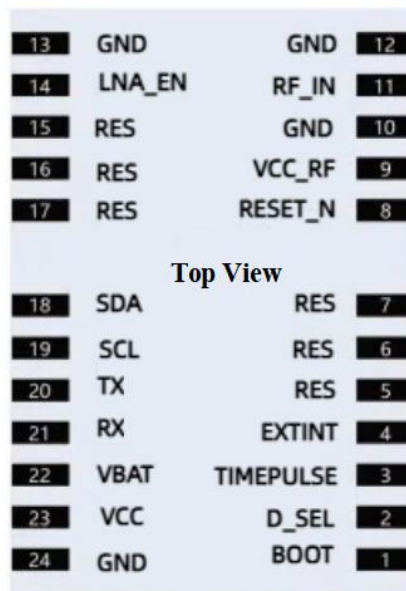 13 GND GND 12
14 LNA_EN RF_IN 11
15 RES GND 10
16 RES VCC_RF 9
17 RES RESET_N 8
Top View
18 SDA RES 7
19 SCL RES 6
20 TX RES 5
21 RX EXTINT 4
22 VBAT TIMEPULSE 3
23 VCC D_SEL 2
24 GND BOOT 1